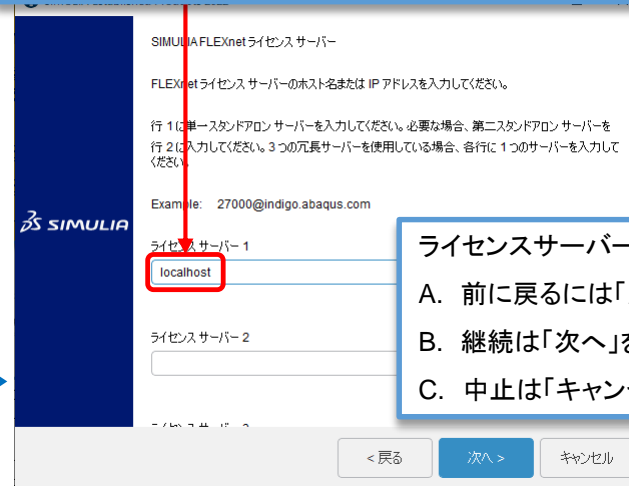 SIMULIA FLEXnet ライセンス サーバー
FLEXnet ライセンス サーバーのホスト名または IP アドレスを入力してください。
行 1 に単一スタンドアロン サーバーを入力してください。必要な場合、第二スタンドアロン サーバーを
行 2 に入力してください。3 つの冗長サーバーを使用している場合、各行に 1 つのサーバーを入力して
ください。
Example: 27000@indigo.abaqus.com
SIMULIA
ライセンス サーバー 1
localhost
ライセンスサーバー
A. 前に戻るには「
B. 継続は「次へ」を
C. 中止は「キャン
ライセンス サーバー 2
< 戻る
次へ >
キャンセル